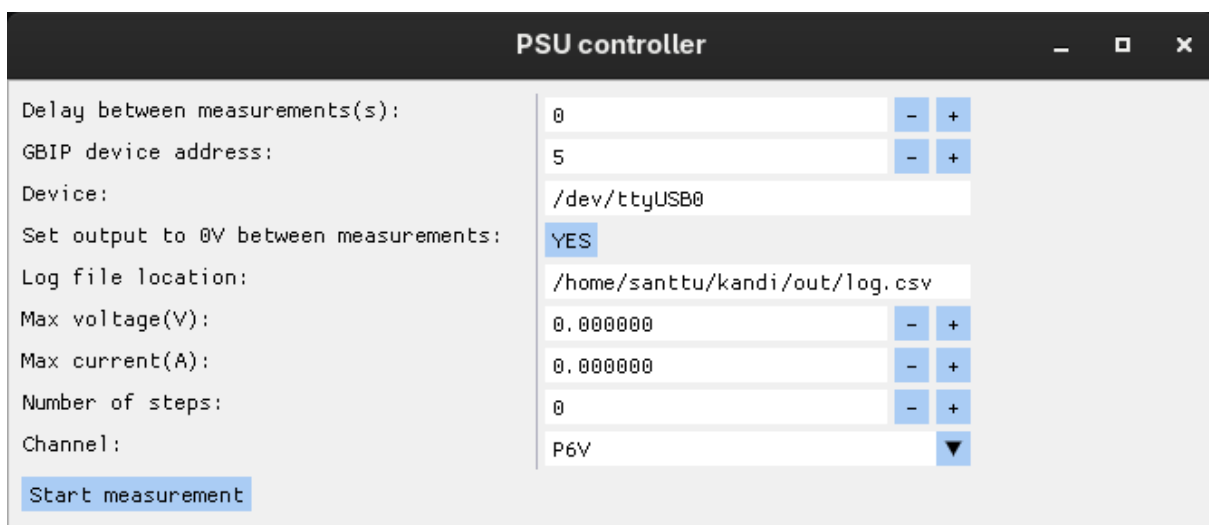 PSU controller
Delay between measurements(s): 0 - +
GBIP device address: 5 - +
Device: /dev/ttyUSB0
Set output to 0V between measurements: YES
Log file location: /home/santtu/kandi/out/log.csv
Max voltage(V): 0.000000 - +
Max current(A): 0.000000 - +
Number of steps: 0 - +
Channel: P6V
Start measurement